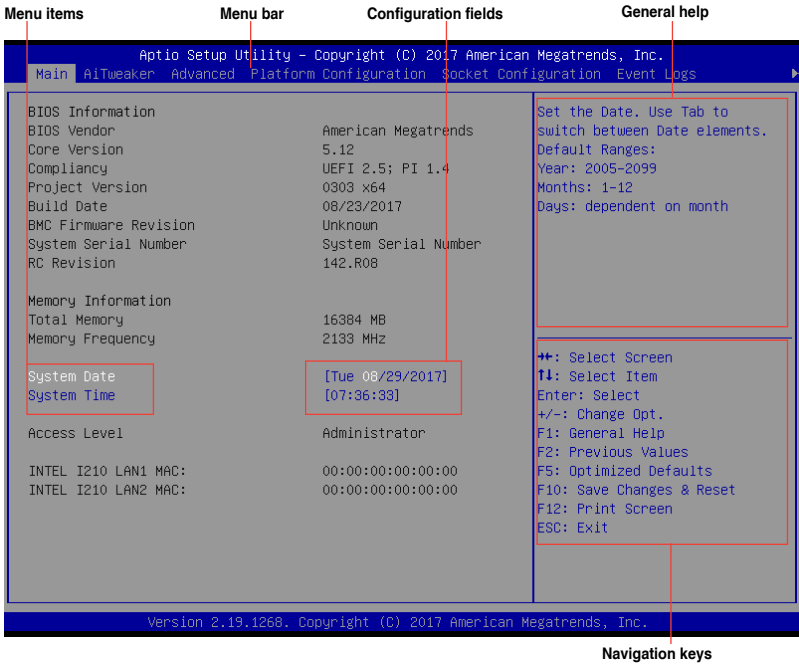 Menu items Menu bar Configuration fields General help
Aptio Setup Utility – Copyright (C) 2017 American Megatrends, Inc.
Main AiTweaker Advanced Platform Configuration Socket Configuration Event Logs
BIOS Information
BIOS Vendor American Megatrends
Core Version 5.12
Compliancy UEFI 2.5; PI 1.4
Project Version 0303 x64
Build Date 08/23/2017
BMC Firmware Revision Unknown
System Serial Number System Serial Number
RC Revision 142.R08
Memory Information
Total Memory 16384 MB
Memory Frequency 2133 MHz
System Date [Tue 08/29/2017]
System Time [07:36:33]
Access Level Administrator
INTEL I210 LAN1 MAC: 00:00:00:00:00:00
INTEL I210 LAN2 MAC: 00:00:00:00:00:00
Set the Date. Use Tab to
switch between Date elements.
Default Ranges:
Year: 2005-2099
Months: 1-12
Days: dependent on month
→←: Select Screen
↑↓: Select Item
Enter: Select
+/-: Change Opt.
F1: General Help
F2: Previous Values
F5: Optimized Defaults
F10: Save Changes & Reset
F12: Print Screen
ESC: Exit
Version 2.19.1268. Copyright (C) 2017 American Megatrends, Inc.
Navigation keys